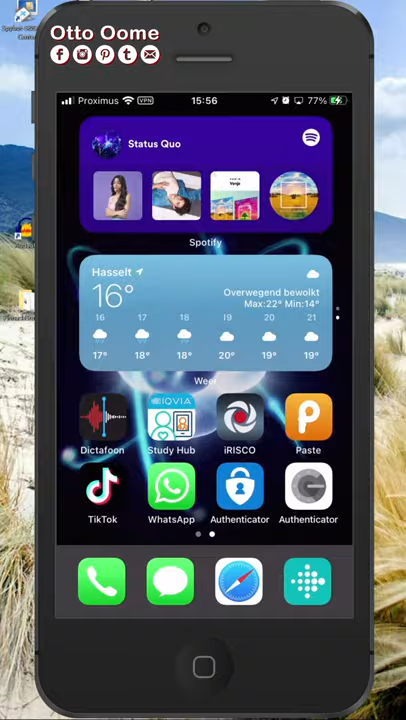 Otto Oome
Proximus VPN 15:56 77%
Status Quo
Spotify
Hasselt
16°
Overwegend bewolkt
Max:22° Min:14°
16 17 18 19 20 21
17° 18° 18° 20° 19° 19°
Weer
IQVIA
Dictafoon Study Hub iRISCO Paste
TikTok WhatsApp Authenticator Authenticator